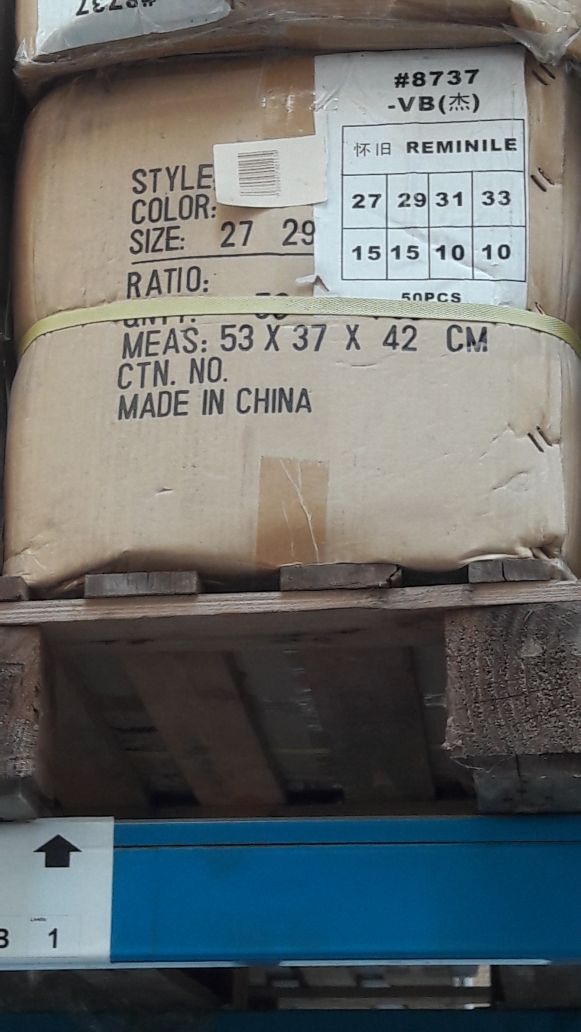 #8737
#8737
-VB(杰)
怀旧 REMINILE
27 29 31 33
15 15 10 10
50PCS
STYLE
COLOR:
SIZE: 27 29
RATIO:
MEAS: 53 X 37 X 42 CM
CTN. NO.
MADE IN CHINA
1